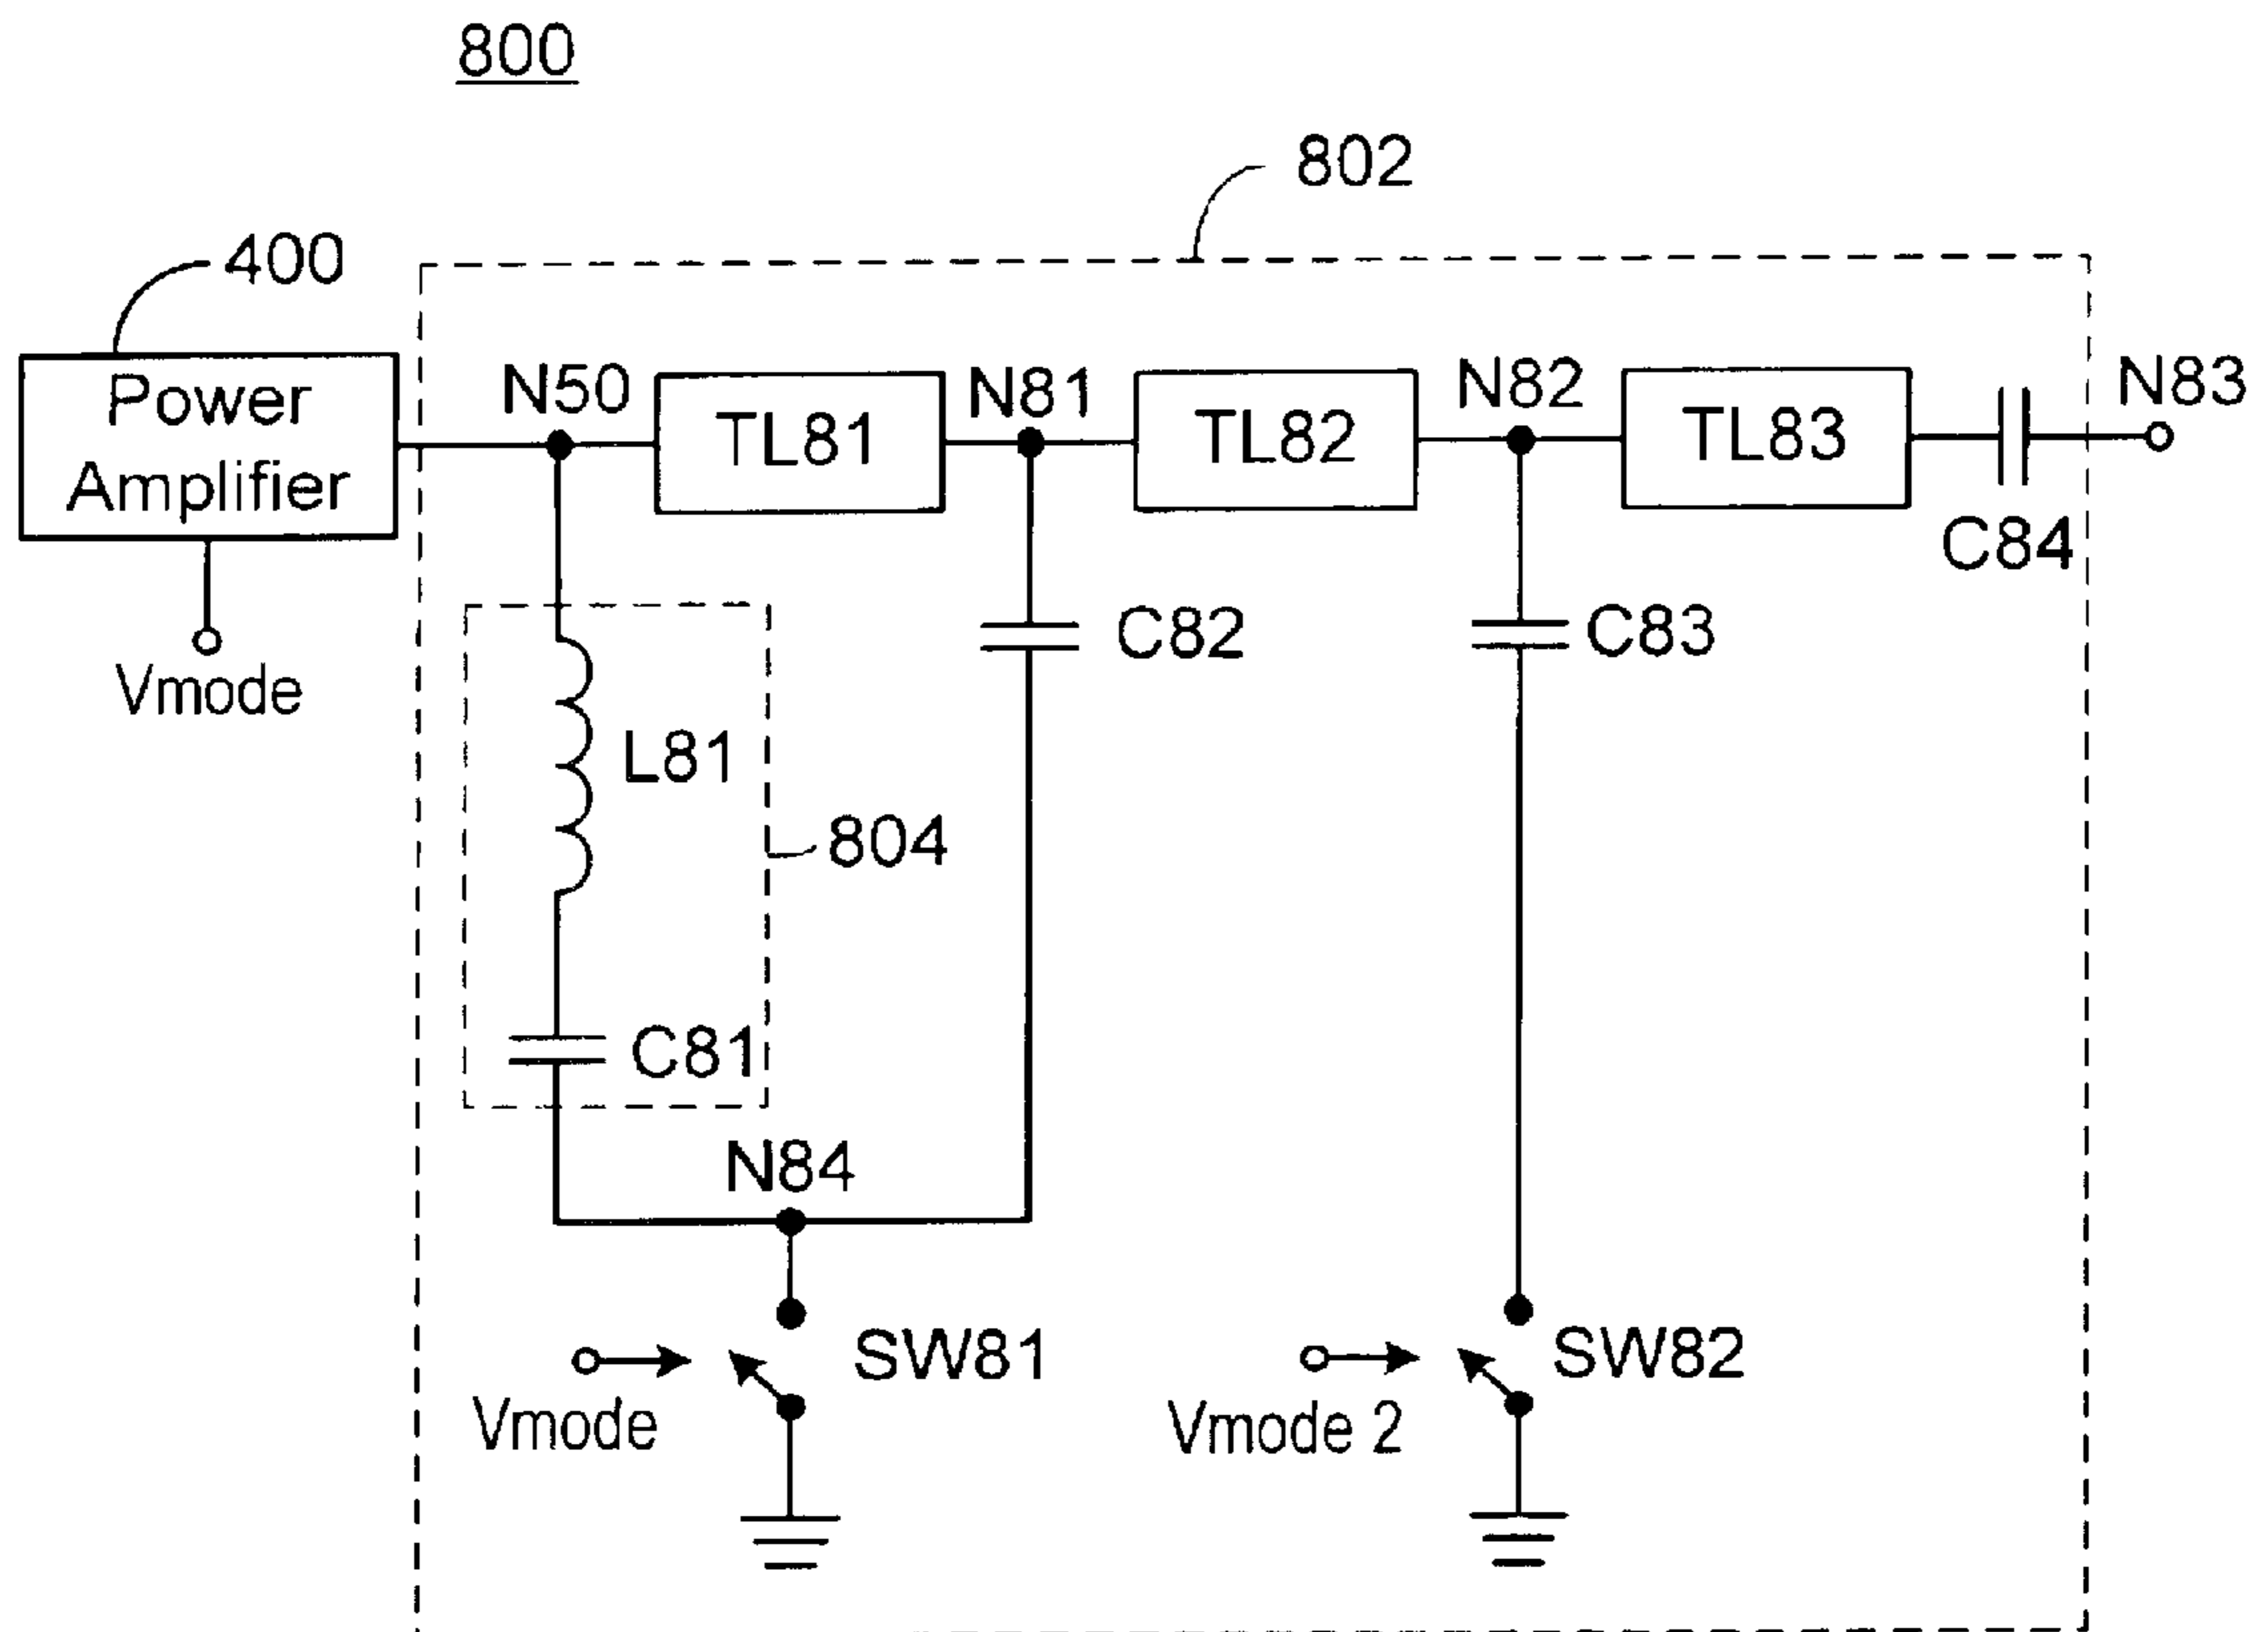 800
802
400
Power
Amplifier
N50
TL81
N81
TL82
N82
TL83
N83
C84
C82
C83
Vmode
L81
804
C81
N84
SW81
SW82
Vmode
Vmode 2